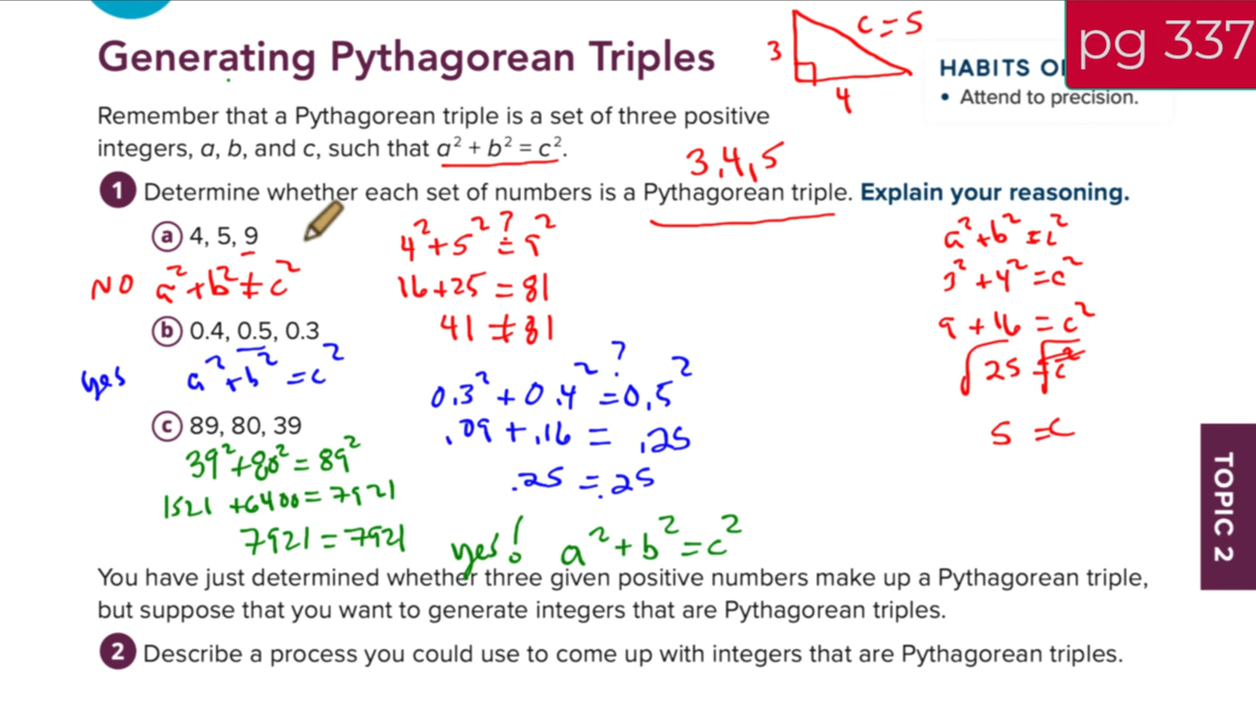 pg 337
Generating Pythagorean Triples
3
c = 5
4
HABITS O
• Attend to precision.
Remember that a Pythagorean triple is a set of three positive
integers, a, b, and c, such that a² + b² = c².
3, 4, 5
1 Determine whether each set of numbers is a Pythagorean triple. Explain your reasoning.
a 4, 5, 9
NO a² + b² ≠ c²
4² + 5² ?= 9²
16 + 25 = 81
41 ≠ 81
b 0.4, 0.5, 0.3
yes a² + b² = c²
0.3² + 0.4² ?= 0.5²
.09 + .16 = .25
.25 = .25
c 89, 80, 39
39² + 80² = 89²
1521 + 6400 = 7921
7921 = 7921
yes! a² + b² = c²
a² + b² = c²
3² + 4² = c²
9 + 16 = c²
√25 = √c²
5 = c
You have just determined whether three given positive numbers make up a Pythagorean triple,
but suppose that you want to generate integers that are Pythagorean triples.
2 Describe a process you could use to come up with integers that are Pythagorean triples.
TOPIC 2